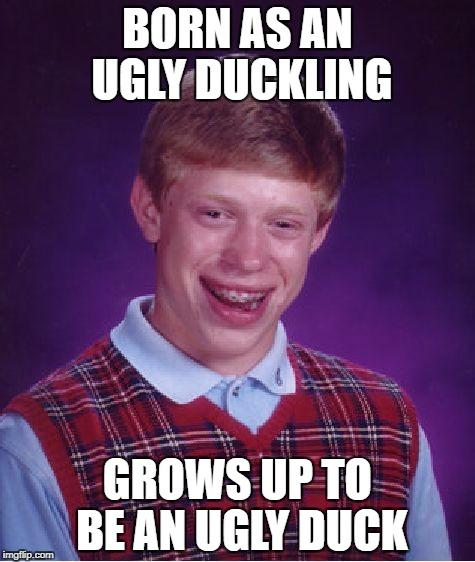 BORN AS AN
UGLY DUCKLING
GROWS UP TO
BE AN UGLY DUCK
imgflip.com